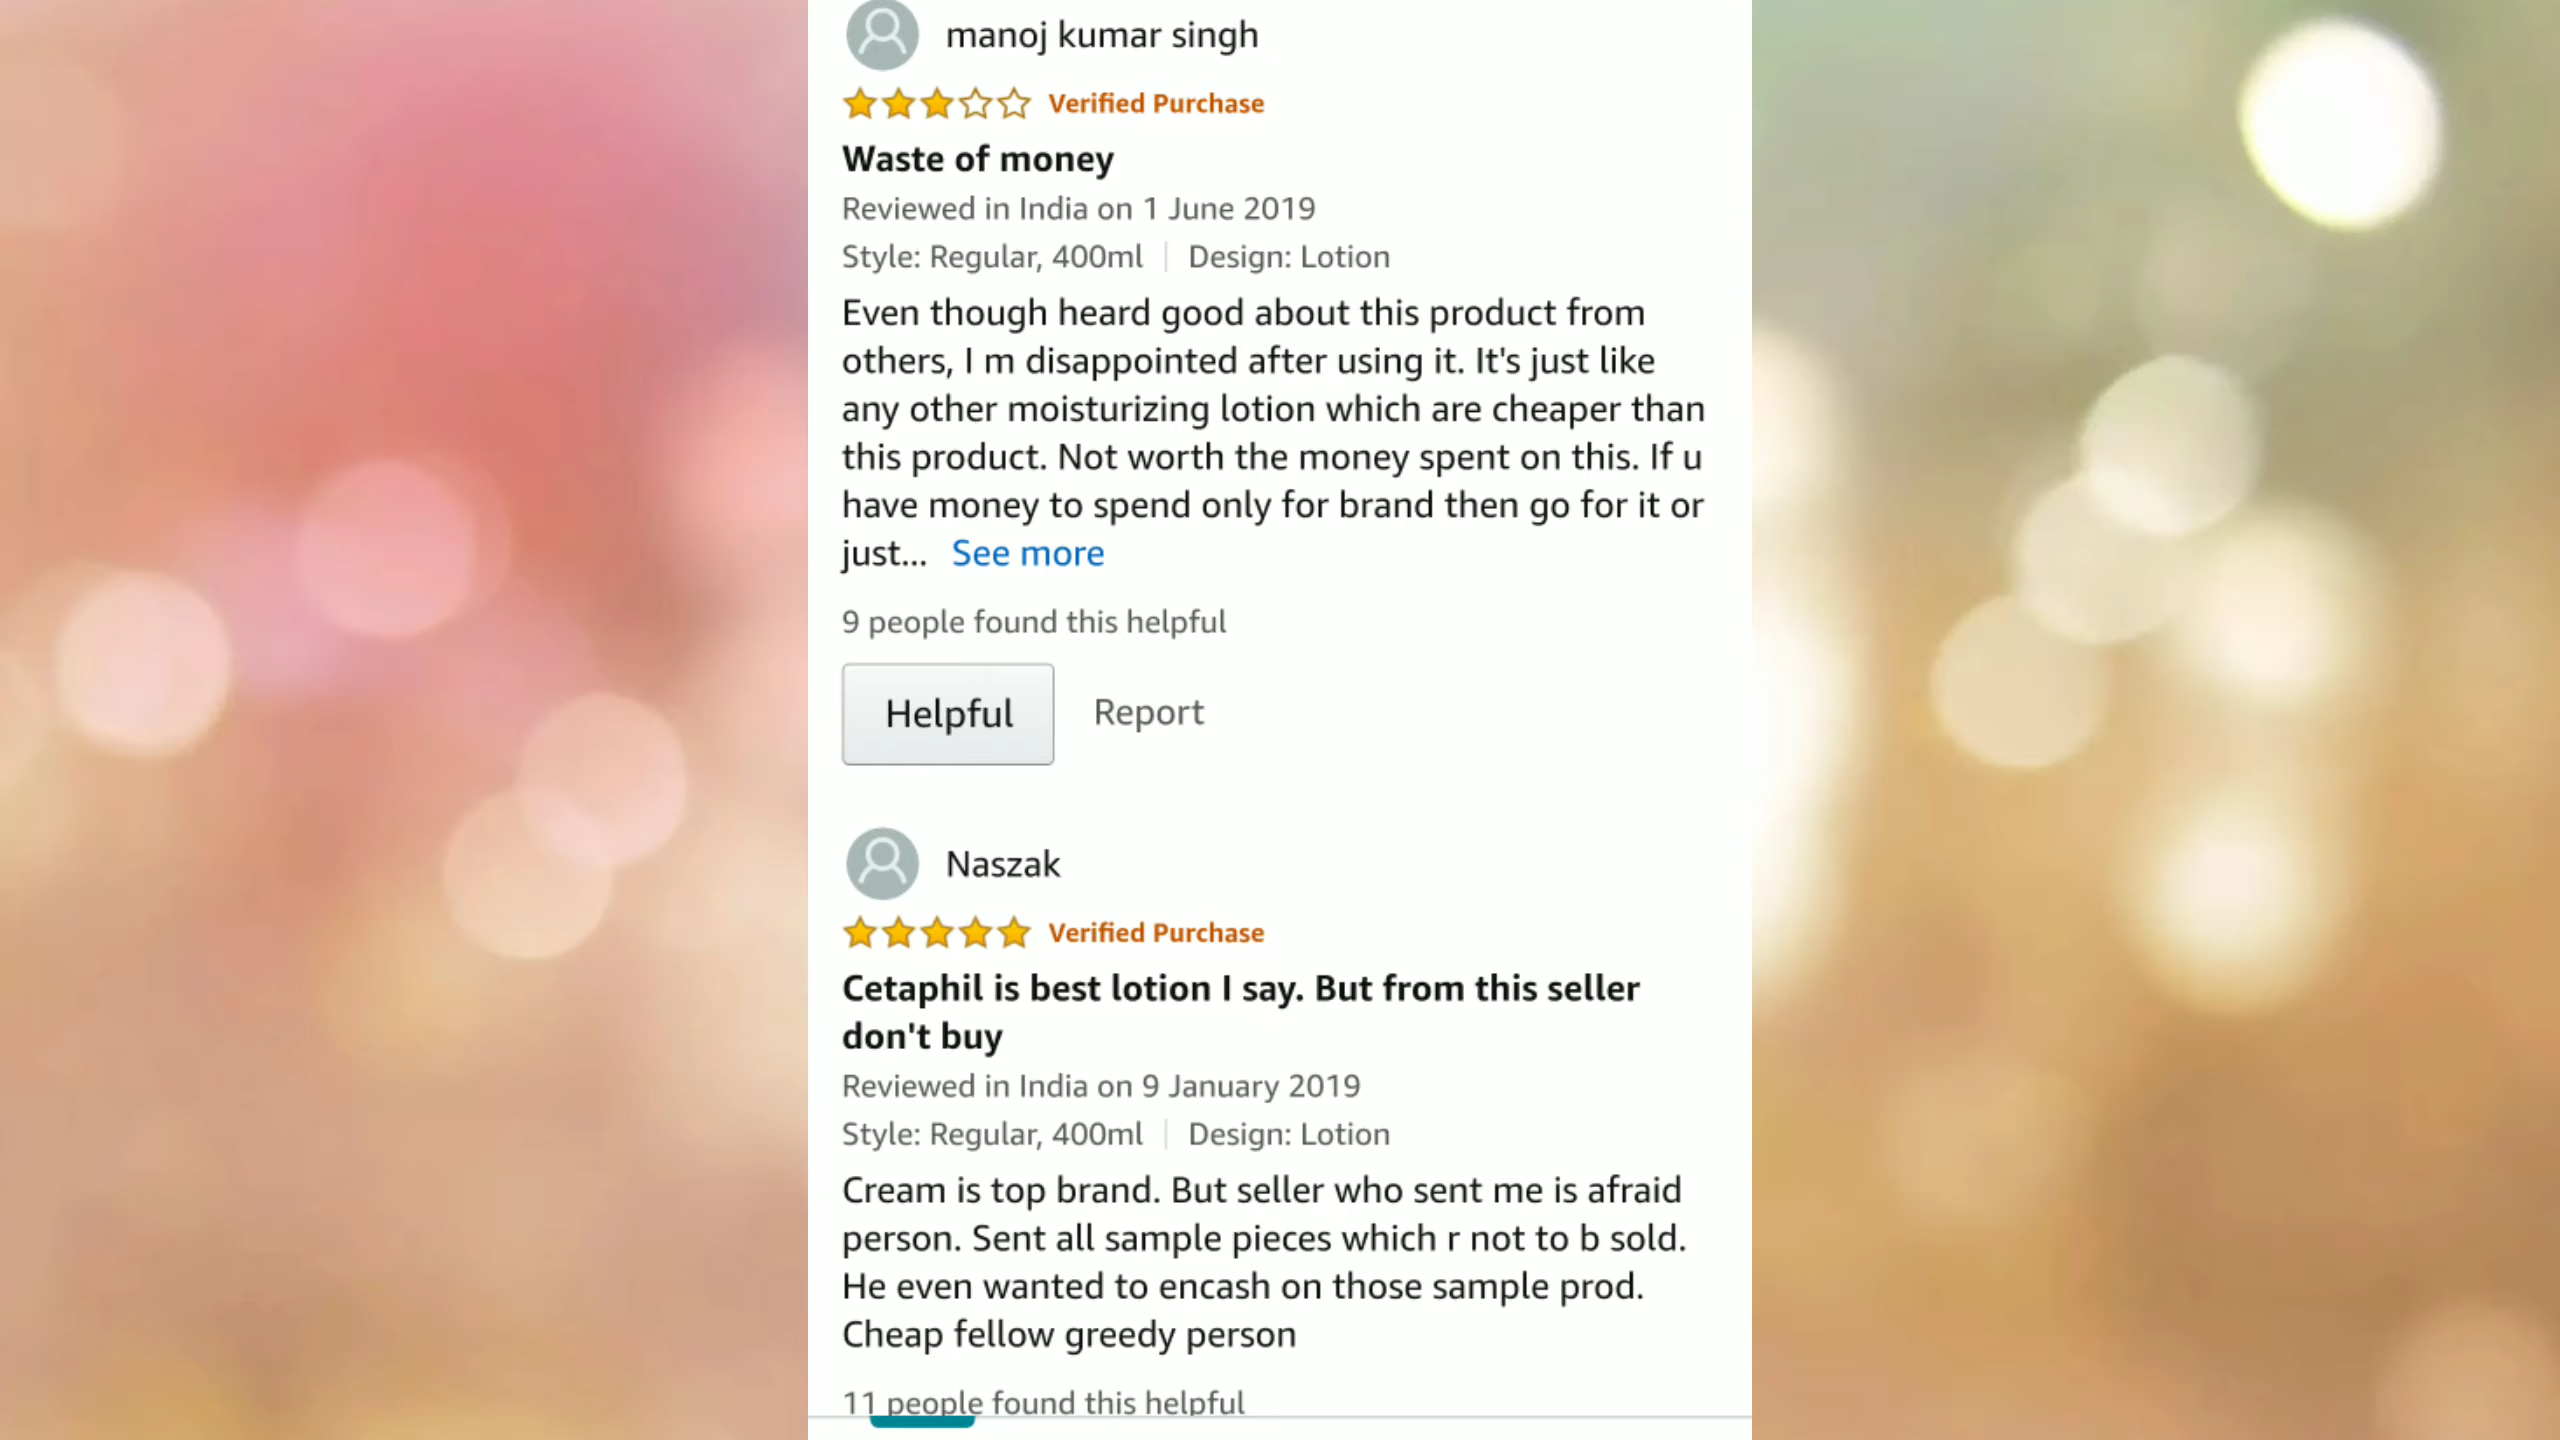 manoj kumar singh
Verified Purchase
Waste of money
Reviewed in India on 1 June 2019
Style: Regular, 400ml | Design: Lotion
Even though heard good about this product from
others, I m disappointed after using it. It's just like
any other moisturizing lotion which are cheaper than
this product. Not worth the money spent on this. If u
have money to spend only for brand then go for it or
just... See more
9 people found this helpful
Helpful Report
Naszak
Verified Purchase
Cetaphil is best lotion I say. But from this seller
don't buy
Reviewed in India on 9 January 2019
Style: Regular, 400ml | Design: Lotion
Cream is top brand. But seller who sent me is afraid
person. Sent all sample pieces which r not to b sold.
He even wanted to encash on those sample prod.
Cheap fellow greedy person
11 people found this helpful